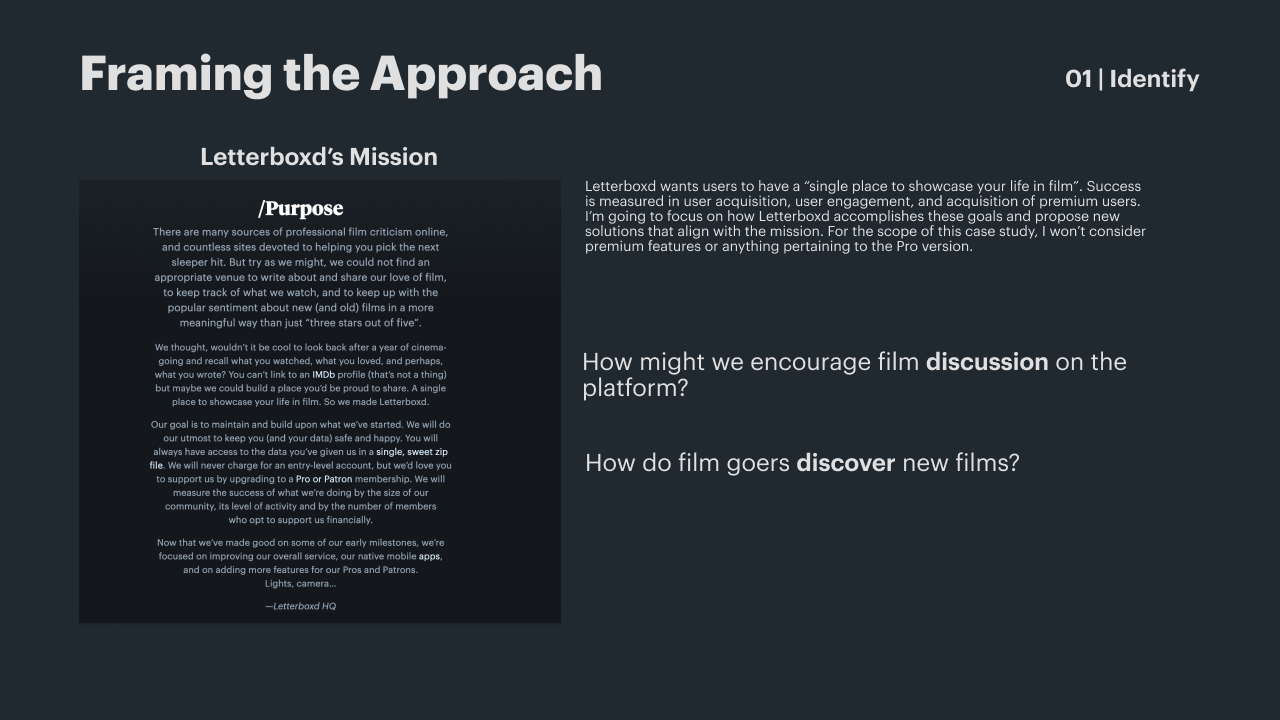 Framing the Approach
01 | Identify
Letterboxd’s Mission
/Purpose
There are many sources of professional film criticism online,
and countless sites devoted to helping you pick the next
sleeper hit. But try as we might, we could not find an
appropriate venue to write about and share our love of film,
to keep track of what we watch, and to keep up with the
popular sentiment about new (and old) films in a more
meaningful way than just “three stars out of five”.
We thought, wouldn’t it be cool to look back after a year of cinema-
going and recall what you watched, what you loved, and perhaps,
what you wrote? You can’t link to an IMDb profile (that’s not a thing)
but maybe we could build a place you’d be proud to share. A single
place to showcase your life in film. So we made Letterboxd.
Our goal is to maintain and build upon what we’ve started. We will do
our utmost to keep you (and your data) safe and happy. You will
always have access to the data you’ve given us in a single, sweet zip
file. We will never charge for an entry-level account, but we’d love you
to support us by upgrading to a Pro or Patron membership. We will
measure the success of what we’re doing by the size of our
community, its level of activity and by the number of members
who opt to support us financially.
Now that we’ve made good on some of our early milestones, we’re
focused on improving our overall service, our native mobile apps,
and on adding more features for our Pros and Patrons.
Lights, camera…
—Letterboxd HQ
Letterboxd wants users to have a “single place to showcase your life in film”. Success
is measured in user acquisition, user engagement, and acquisition of premium users.
I’m going to focus on how Letterboxd accomplishes these goals and propose new
solutions that align with the mission. For the scope of this case study, I won’t consider
premium features or anything pertaining to the Pro version.
How might we encourage film discussion on the
platform?
How do film goers discover new films?